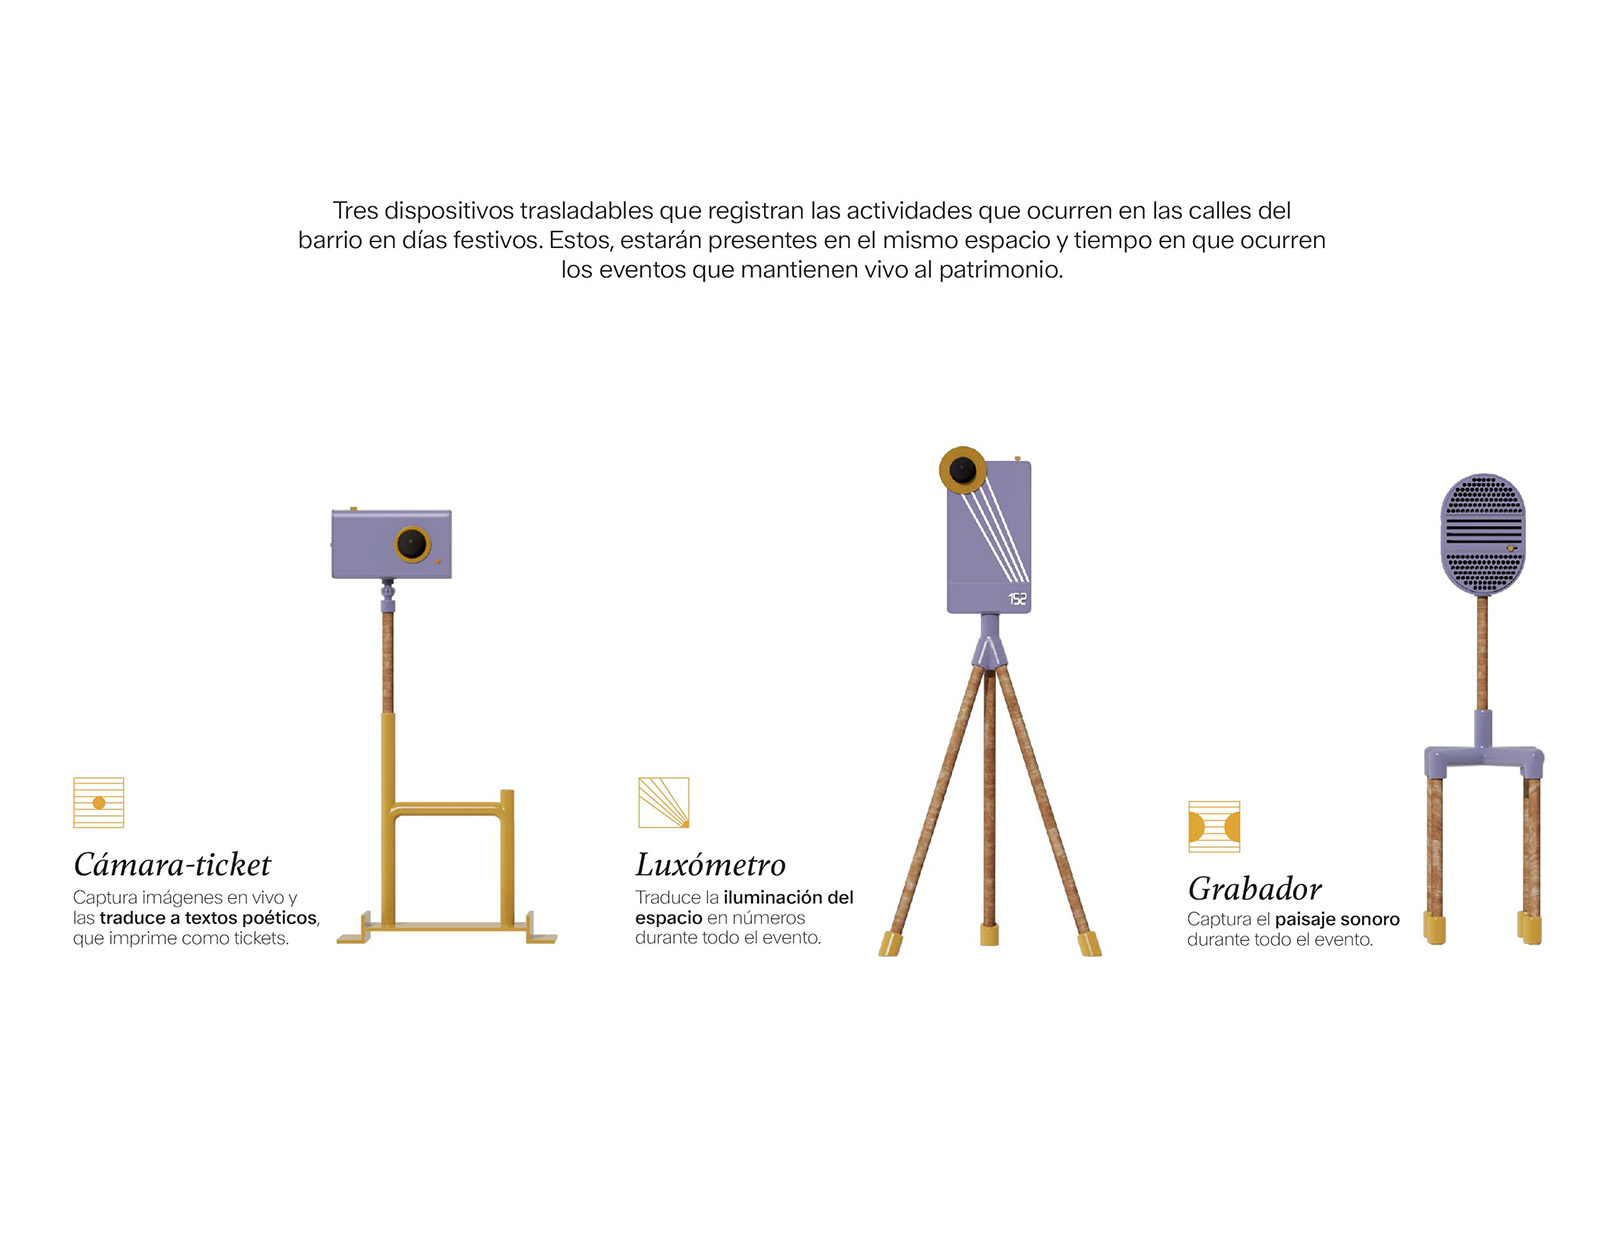 Tres dispositivos trasladables que registran las actividades que ocurren en las calles del
barrio en días festivos. Estos, estarán presentes en el mismo espacio y tiempo en que ocurren
los eventos que mantienen vivo al patrimonio.
Cámara-ticket
Captura imágenes en vivo y
las traduce a textos poéticos,
que imprime como tickets.
152
Luxómetro
Traduce la iluminación del
espacio en números
durante todo el evento.
Grabador
Captura el paisaje sonoro
durante todo el evento.